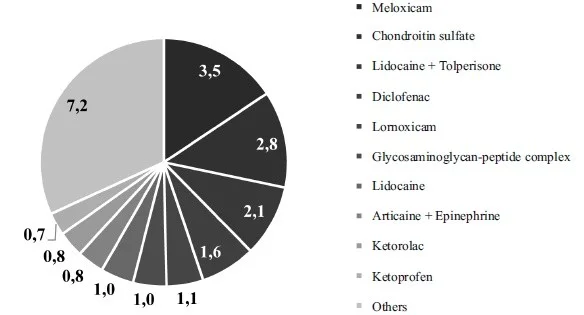 Meloxicam
Chondroitin sulfate
Lidocaine + Tolperisone
Diclofenac
Lornoxicam
Glycosaminoglycan-peptide complex
Lidocaine
Articaine + Epinephrine
Ketorolac
Ketoprofen
Others
3,5
2,8
2,1
1,6
1,1
1,0
1,0
0,8
0,8
0,7
7,2